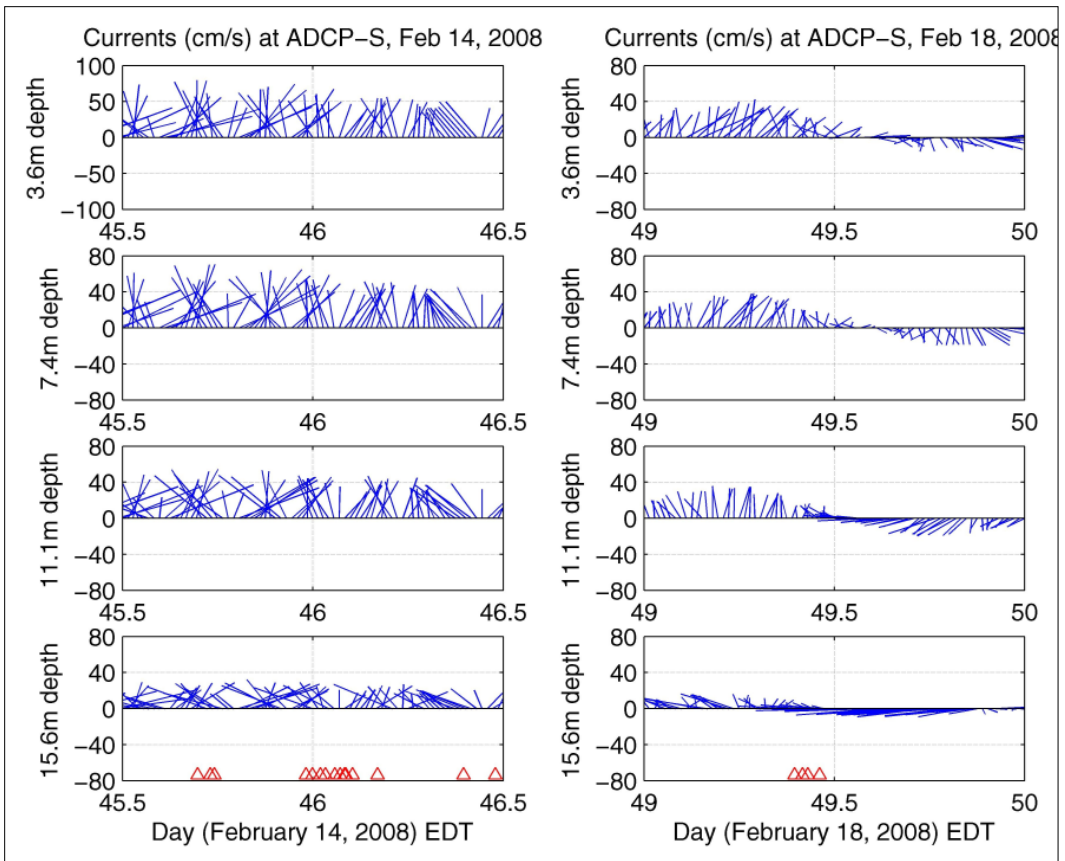 Currents (cm/s) at ADCP−S, Feb 14, 2008
100
50
0
−50
−100
3.6m depth
45.5 46 46.5
80
40
0
−40
−80
7.4m depth
45.5 46 46.5
80
40
0
−40
−80
11.1m depth
45.5 46 46.5
80
40
0
−40
−80
15.6m depth
45.5 46 46.5
Day (February 14, 2008) EDT
Currents (cm/s) at ADCP−S, Feb 18, 2008
80
40
0
−40
−80
3.6m depth
49 49.5 50
80
40
0
−40
−80
7.4m depth
49 49.5 50
80
40
0
−40
−80
11.1m depth
49 49.5 50
80
40
0
−40
−80
15.6m depth
49 49.5 50
Day (February 18, 2008) EDT